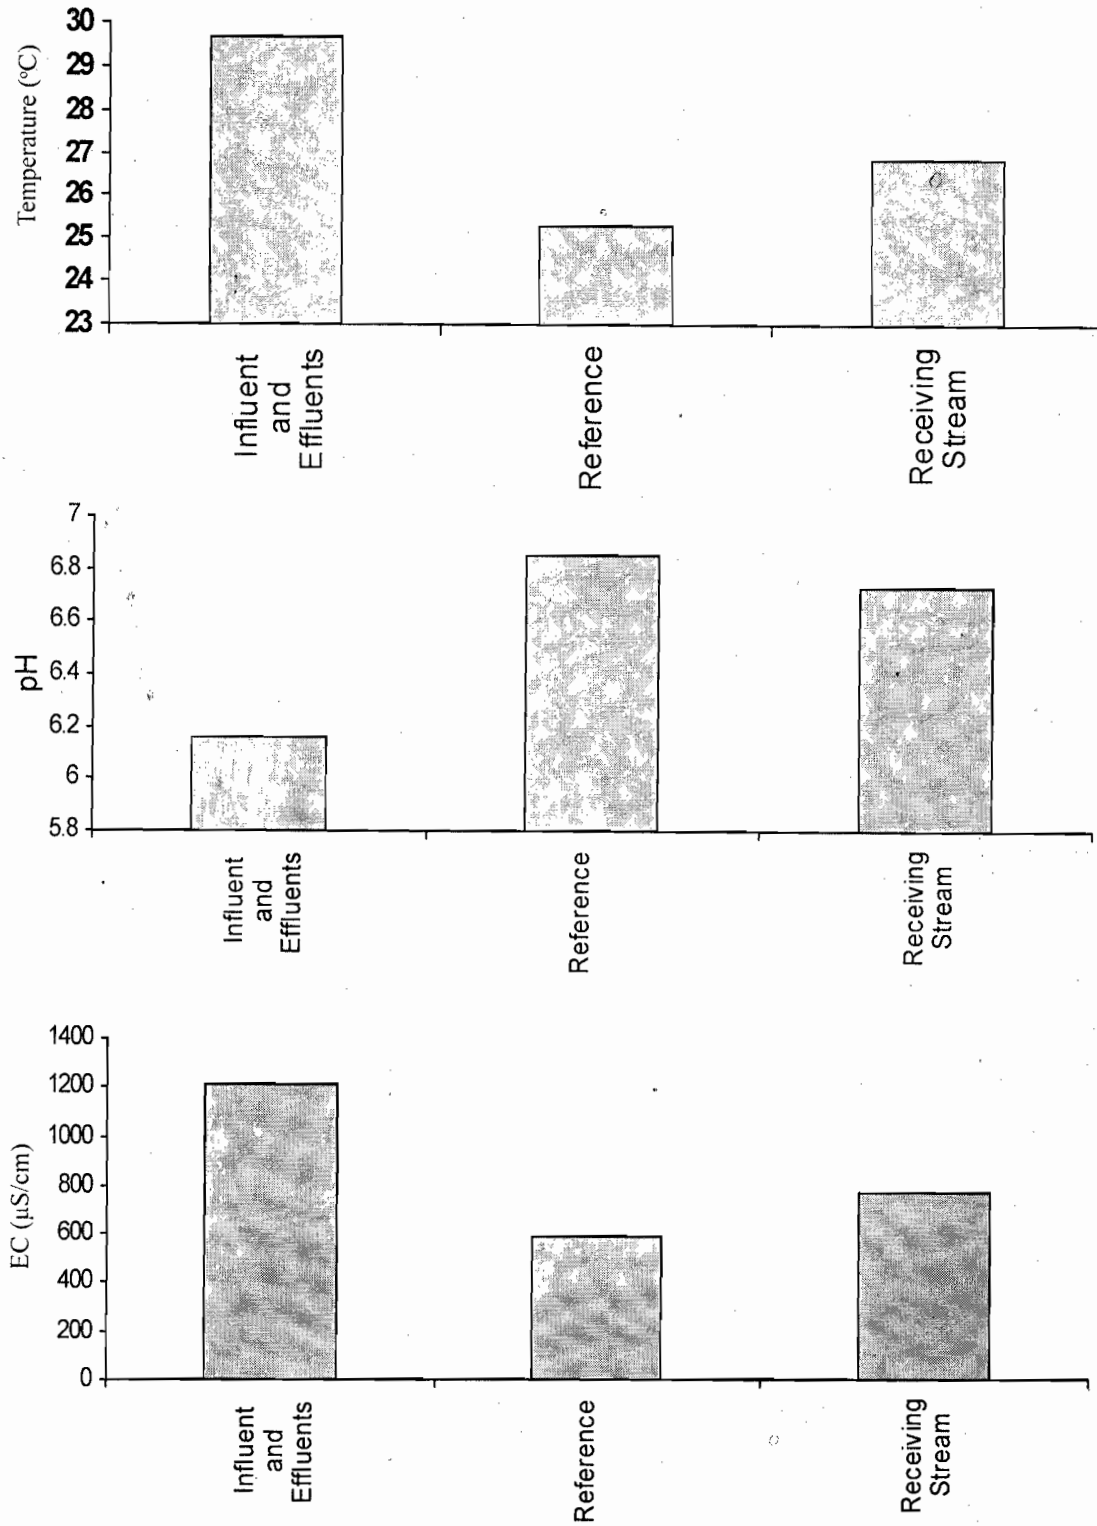 Temperature (°C)
30
29
28
27
26
25
24
23
Influent
and
Effluents
Reference
Receiving
Stream
pH
7
6.8
6.6
6.4
6.2
6
5.8
Influent
and
Effluents
Reference
Receiving
Stream
EC (µS/cm)
1400
1200
1000
800
600
400
200
0
Influent
and
Effluents
Reference
Receiving
Stream